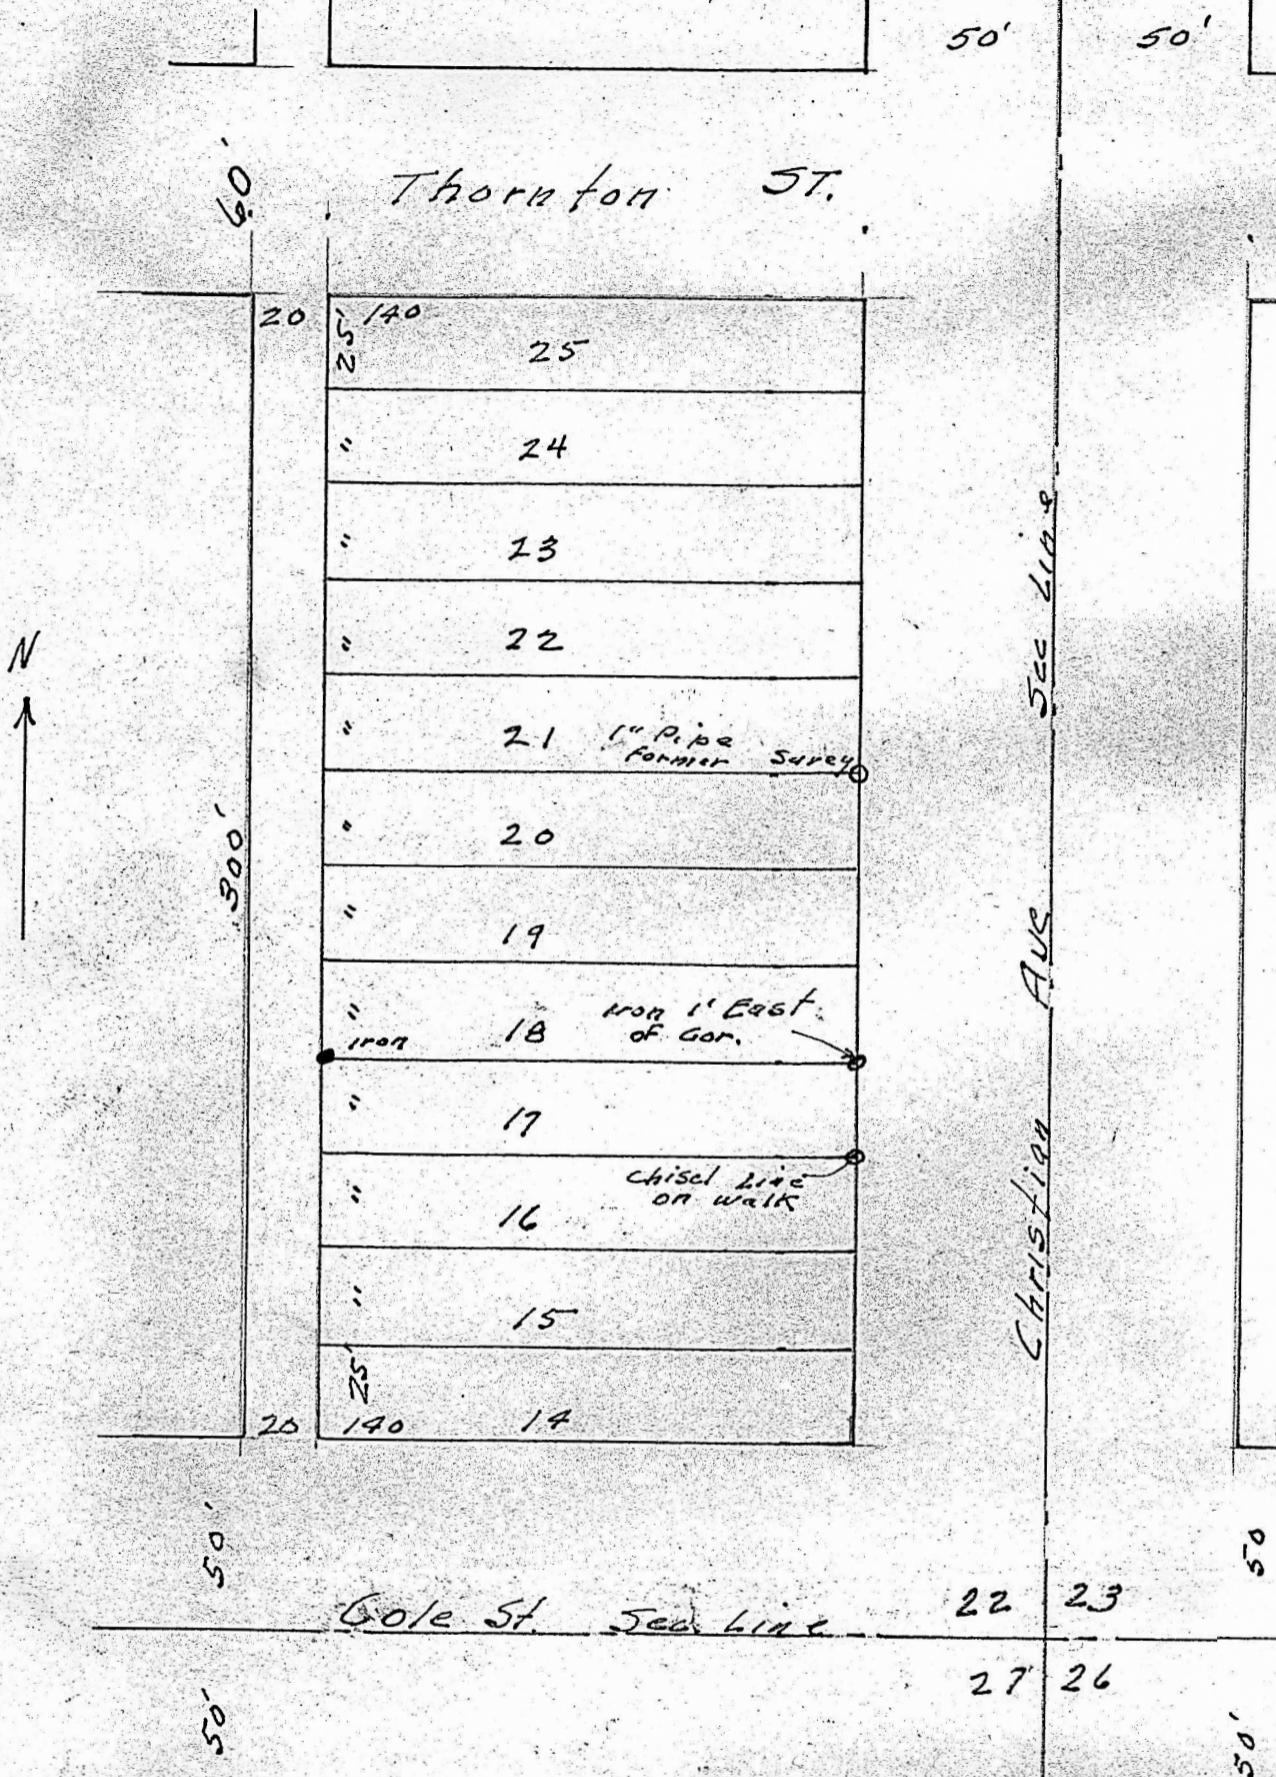 50' 50'
60'
Thornton ST.
20
25' 140
25
" 24
" 23
" 22
N
" 21
1" Pipe
Former Survey
" 20
300'
" 19
" 18
Iron
Iron 1' East
of Cor.
" 17
Chisel Line
on walk
" 16
" 15
25'
20 140 14
Christian Ave Sec Line
50'
50
Cole St. Sec. Line
22 23
27 26
50'
50'